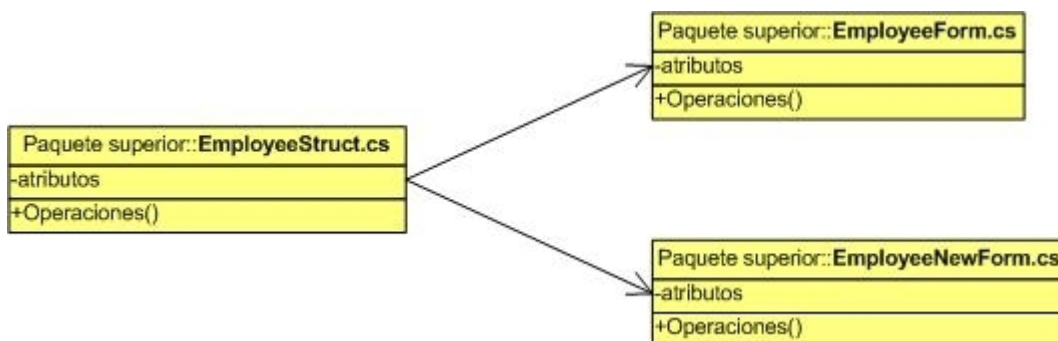 Paquete superior::EmployeeForm.cs
-atributos
+Operaciones()
Paquete superior::EmployeeStruct.cs
-atributos
+Operaciones()
Paquete superior::EmployeeNewForm.cs
-atributos
+Operaciones()